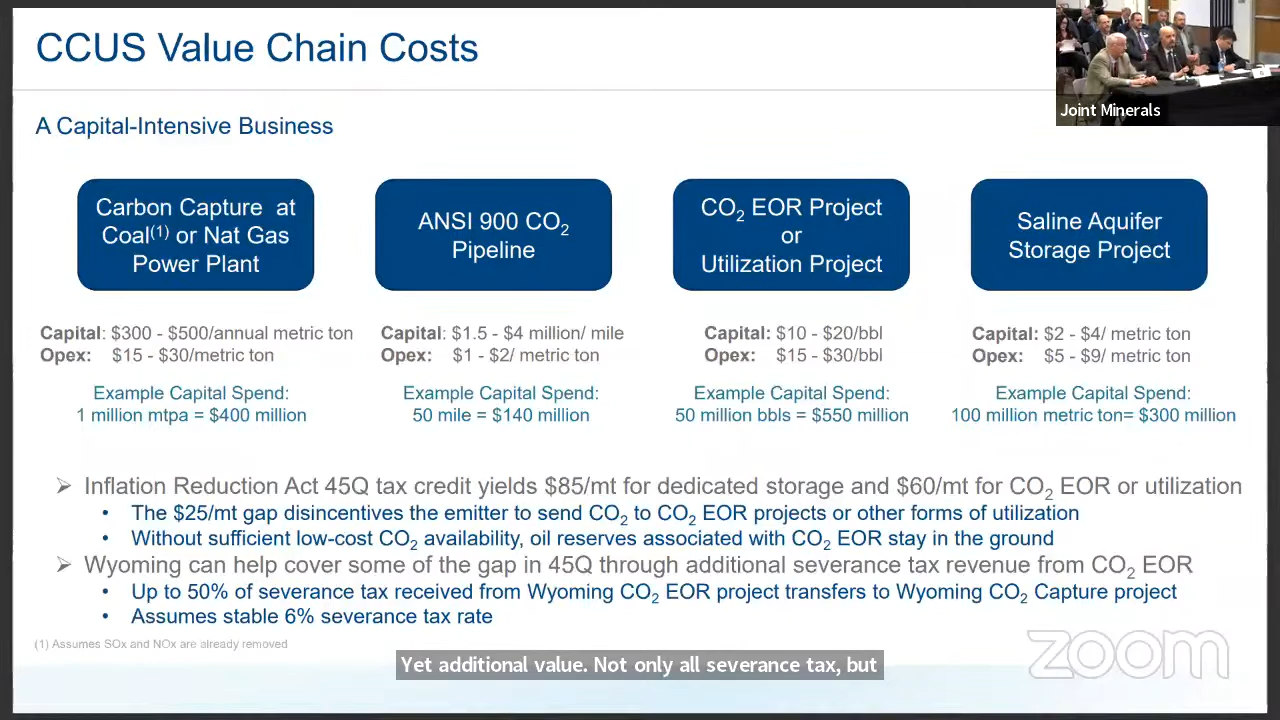 CCUS Value Chain Costs
Joint Minerals
A Capital-Intensive Business
Carbon Capture at
Coal(1) or Nat Gas
Power Plant
ANSI 900 CO2
Pipeline
CO2 EOR Project
or
Utilization Project
Saline Aquifer
Storage Project
Capital: $300 - $500/annual metric ton
Opex: $15 - $30/metric ton
Capital: $1.5 - $4 million/ mile
Opex: $1 - $2/ metric ton
Capital: $10 - $20/bbl
Opex: $15 - $30/bbl
Capital: $2 - $4/ metric ton
Opex: $5 - $9/ metric ton
Example Capital Spend:
1 million mtpa = $400 million
Example Capital Spend:
50 mile = $140 million
Example Capital Spend:
50 million bbls = $550 million
Example Capital Spend:
100 million metric ton= $300 million
➢ Inflation Reduction Act 45Q tax credit yields $85/mt for dedicated storage and $60/mt for CO2 EOR or utilization
• The $25/mt gap disincentives the emitter to send CO2 to CO2 EOR projects or other forms of utilization
• Without sufficient low-cost CO2 availability, oil reserves associated with CO2 EOR stay in the ground
➢ Wyoming can help cover some of the gap in 45Q through additional severance tax revenue from CO2 EOR
• Up to 50% of severance tax received from Wyoming CO2 EOR project transfers to Wyoming CO2 Capture project
• Assumes stable 6% severance tax rate
(1) Assumes SOx and NOx are already removed
Yet additional value. Not only all severance tax, but
zoom